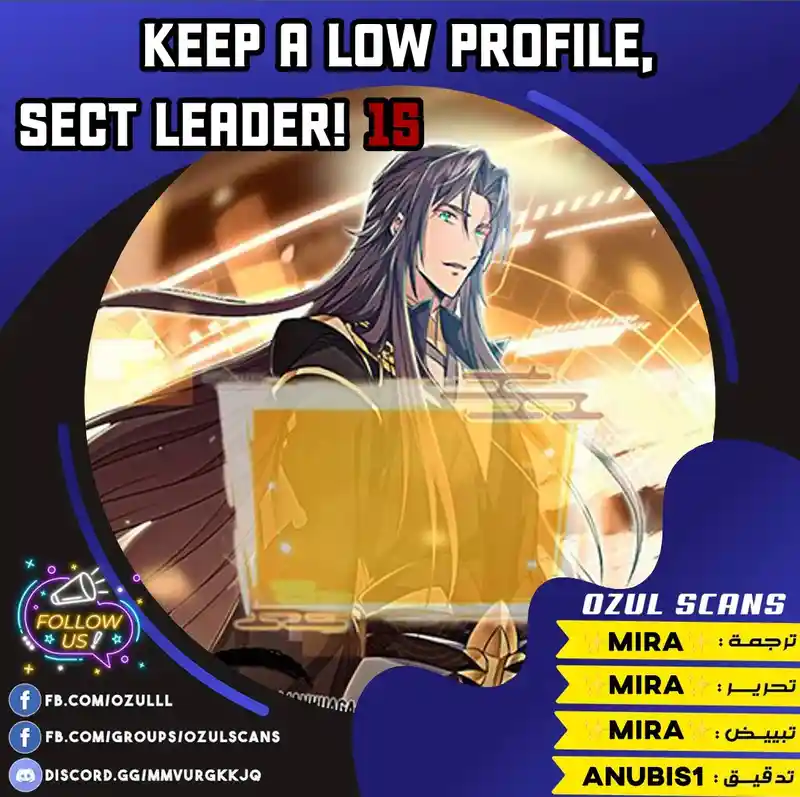 KEEP A LOW PROFILE,
SECT LEADER! 15
FOLLOW
US!
FB.COM/OZULLL
FB.COM/GROUPS/OZULSCANS
DISCORD.GG/MMVURGKKJQ
OZUL SCANS
ترجمة : MIRA
تحرير : MIRA
تبييض : MIRA
تدقيق : ANUBIS1